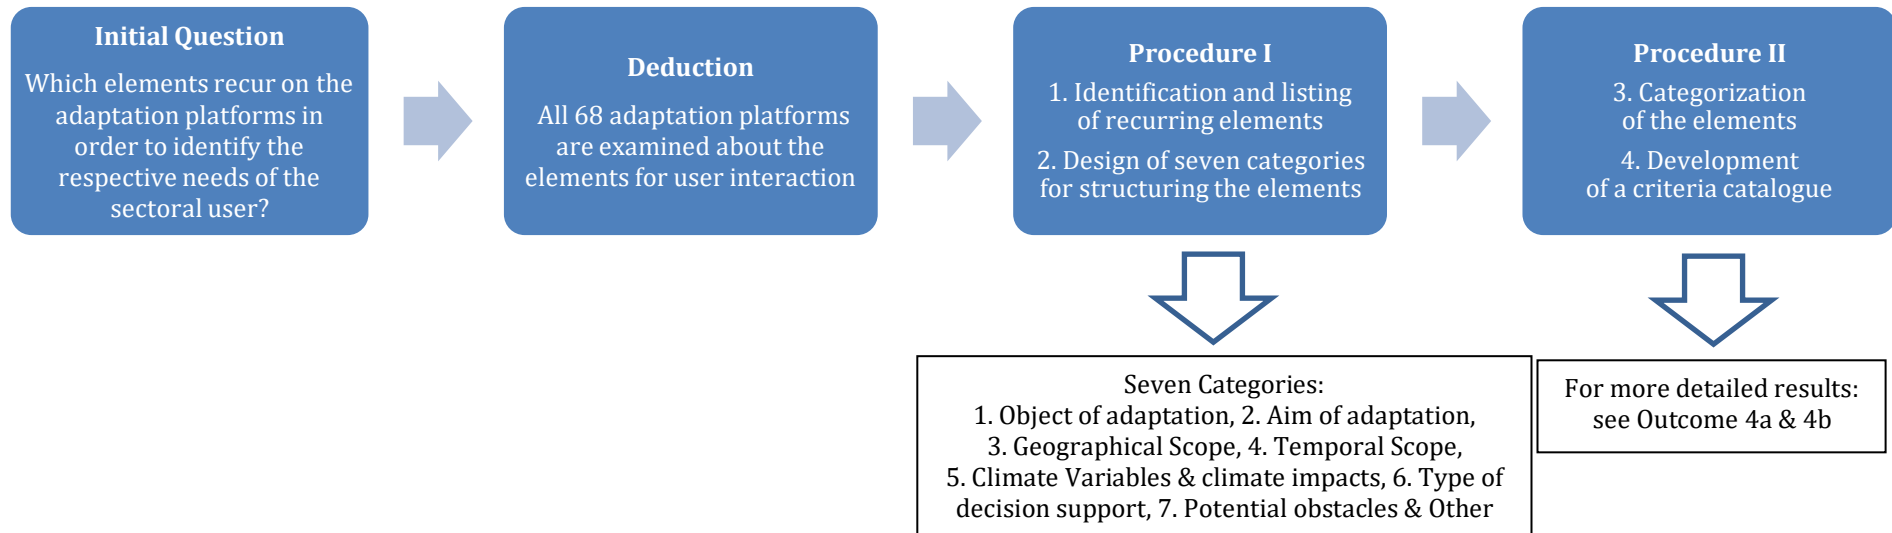 Initial Question
Which elements recur on the
adaptation platforms in
order to identify the
respective needs of the
sectoral user?
Deduction
All 68 adaptation platforms
are examined about the
elements for user interaction
Procedure I
1. Identification and listing
of recurring elements
2. Design of seven categories
for structuring the elements
Procedure II
3. Categorization
of the elements
4. Development
of a criteria catalogue
Seven Categories:
1. Object of adaptation, 2. Aim of adaptation,
3. Geographical Scope, 4. Temporal Scope,
5. Climate Variables & climate impacts, 6. Type of
decision support, 7. Potential obstacles & Other
For more detailed results:
see Outcome 4a & 4b